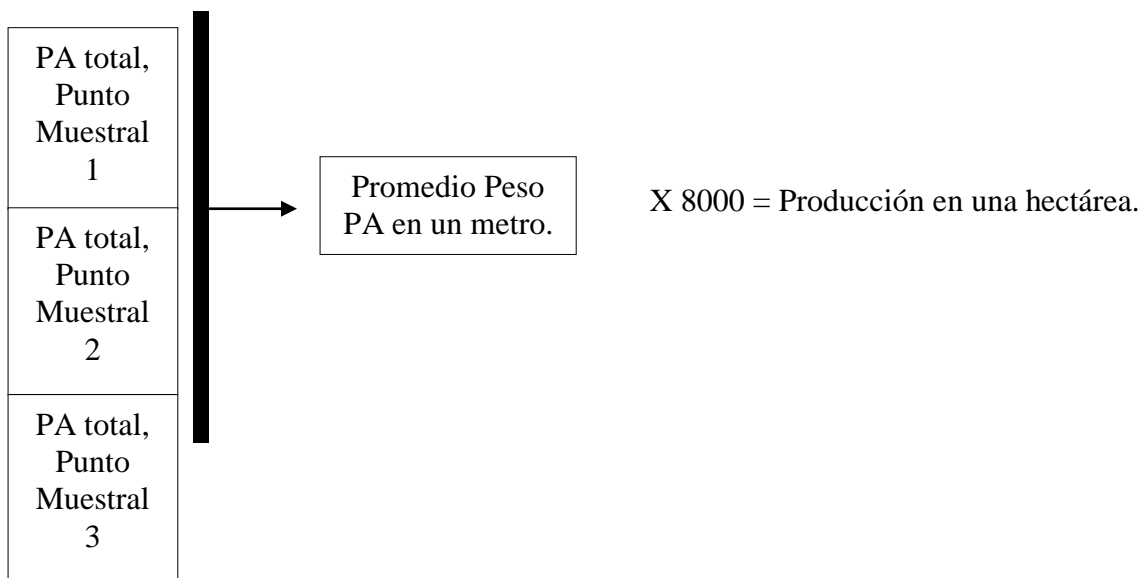 PA total,
Punto
Muestral
1
PA total,
Punto
Muestral
2
PA total,
Punto
Muestral
3
Promedio Peso
PA en un metro.
X 8000 = Producción en una hectárea.